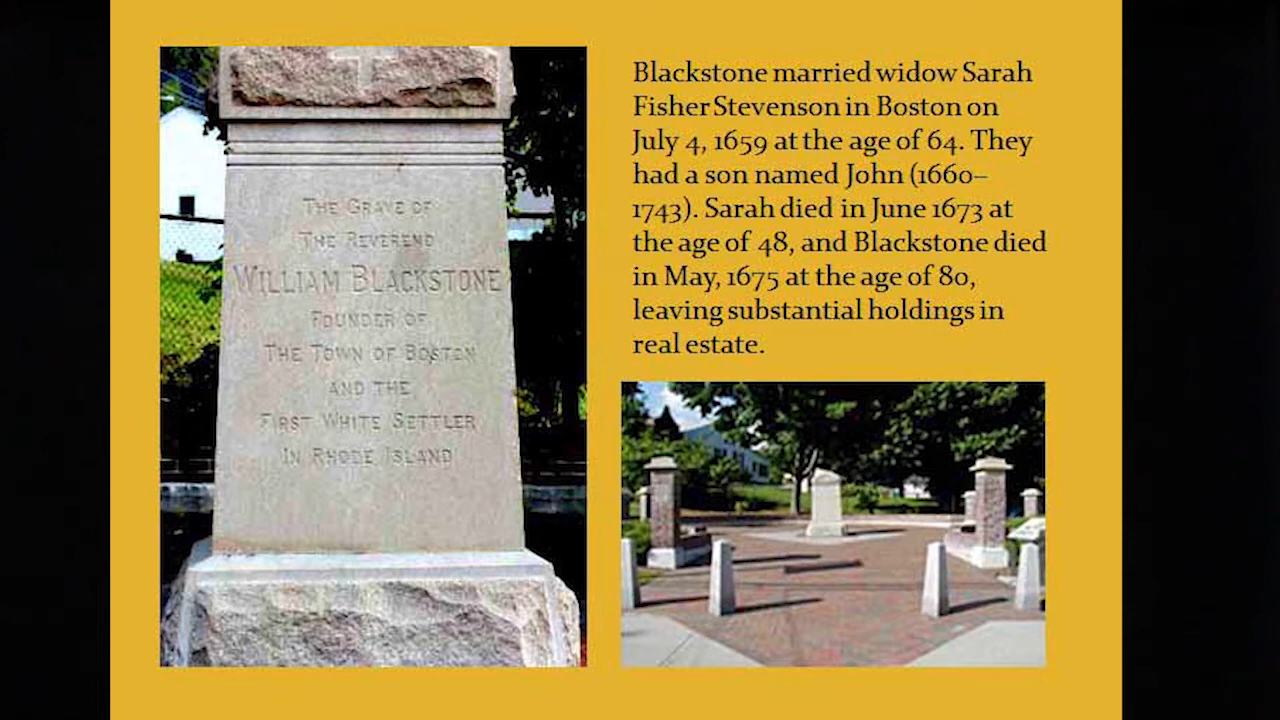 The Grave of
The Reverend
William Blackstone
Founder of
The Town of Boston
and the
First White Settler
in Rhode Island
Blackstone married widow Sarah
Fisher Stevenson in Boston on
July 4, 1659 at the age of 64. They
had a son named John (1660–
1743). Sarah died in June 1673 at
the age of 48, and Blackstone died
in May, 1675 at the age of 80,
leaving substantial holdings in
real estate.